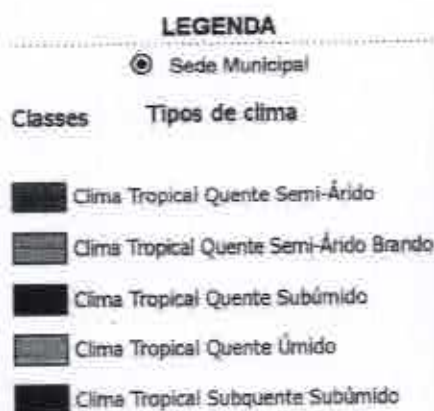 LEGENDA
Sede Municipal
Classes Tipos de clima
Clima Tropical Quente Semi-Árido
Clima Tropical Quente Semi-Árido Brando
Clima Tropical Quente Subúmido
Clima Tropical Quente Úmido
Clima Tropical Subquente Subúmido